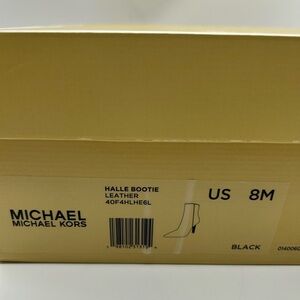 HALLE BOOTIE
LEATHER
40F4HLHE6L
US 8M
MICHAEL
MICHAEL KORS
BLACK